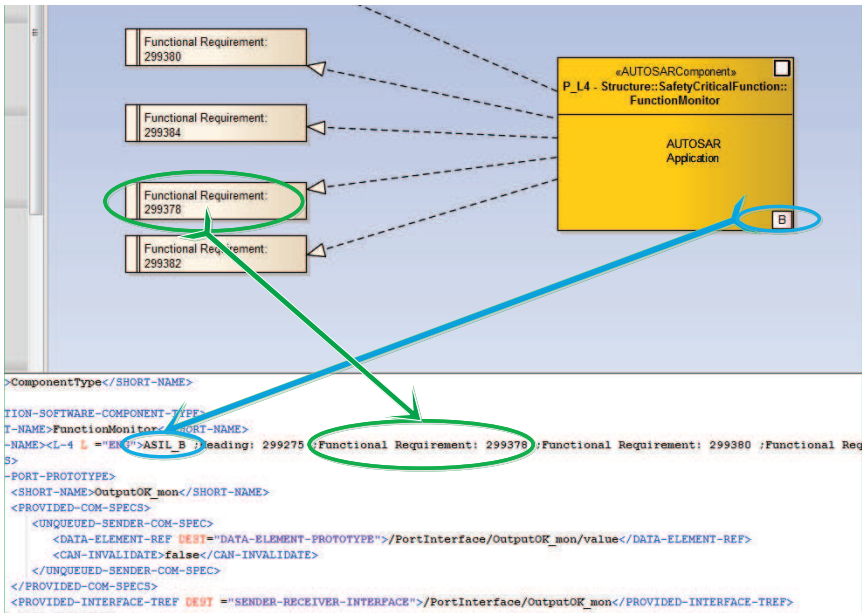 Functional Requirement:
299380
Functional Requirement:
299384
Functional Requirement:
299378
Functional Requirement:
299382
«AUTOSARComponent»
P_L4 - Structure::SafetyCriticalFunction::
FunctionMonitor
AUTOSAR
Application
B
>ComponentType</SHORT-NAME>
TION-SOFTWARE-COMPONENT-TYPE>
T-NAME>FunctionMonitor</SHORT-NAME>
-NAME><L-4 L ="ENG">ASIL_B ;Heading: 299275 ;Functional Requirement: 299378 ;Functional Requirement: 299380 ;Functional Req
S>
-PORT-PROTOTYPE>
<SHORT-NAME>OutputOK_mon</SHORT-NAME>
<PROVIDED-COM-SPECS>
<UNQUEUED-SENDER-COM-SPEC>
<DATA-ELEMENT-REF DEST="DATA-ELEMENT-PROTOTYPE">/PortInterface/OutputOK_mon/value</DATA-ELEMENT-REF>
<CAN-INVALIDATE>false</CAN-INVALIDATE>
</UNQUEUED-SENDER-COM-SPEC>
</PROVIDED-COM-SPECS>
<PROVIDED-INTERFACE-TREF DEST ="SENDER-RECEIVER-INTERFACE">/PortInterface/OutputOK_mon</PROVIDED-INTERFACE-TREF>